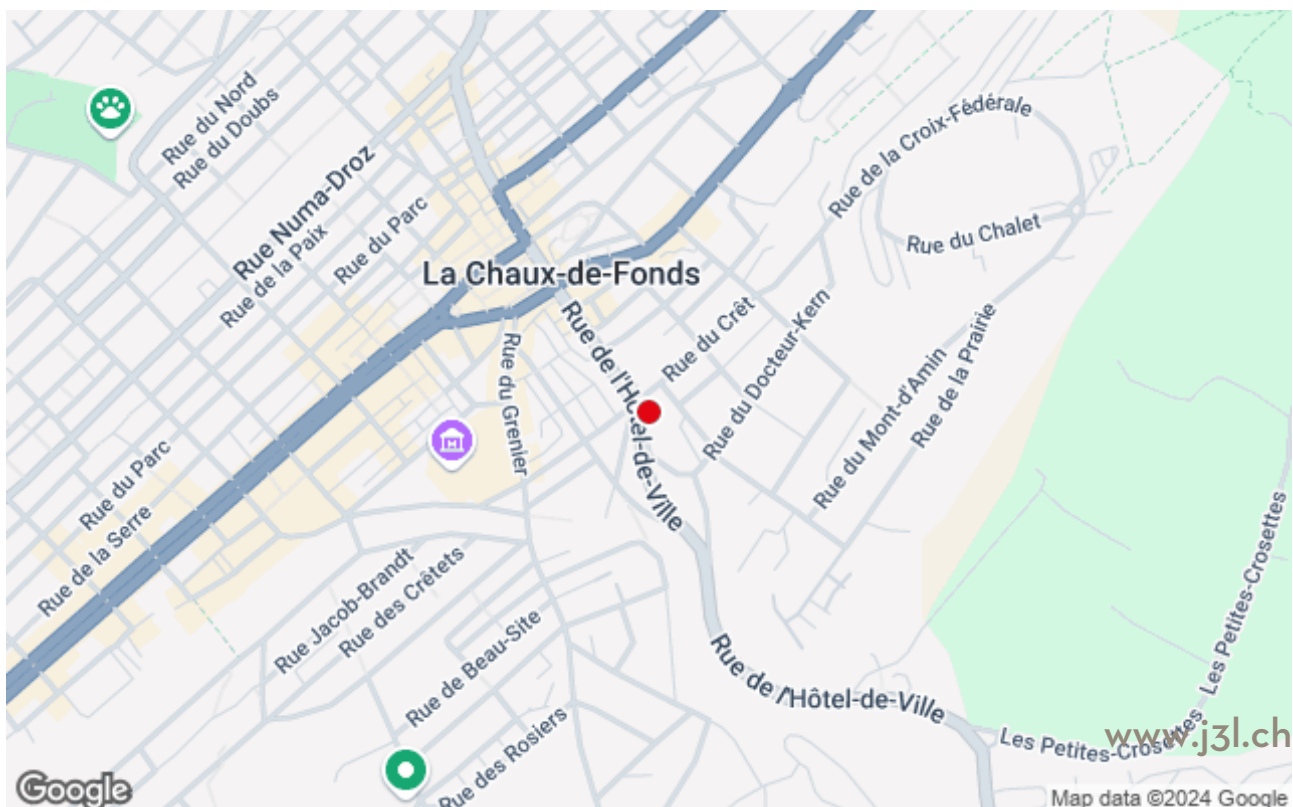 Rue du Nord
Rue du Doubs
Rue Numa-Droz
Rue de la Paix
Rue du Parc
Rue de la Croix-Fédérale
Rue du Chalet
La Chaux-de-Fonds
Rue de l'Hôtel-de-Ville
Rue du Crêt
Rue du Docteur-Kern
Rue du Grenier
Rue du Mont-d'Amin
Rue de la Prairie
Rue du Parc
Rue de la Serre
Rue Jacob-Brandt
Rue des Crêtets
Rue de Beau-Site
Rue des Rosiers
Rue de l'Hôtel-de-Ville
Les Petites-Crosettes
Les Petites-Crosettes
www.j3l.ch
Google
Map data ©2024 Google